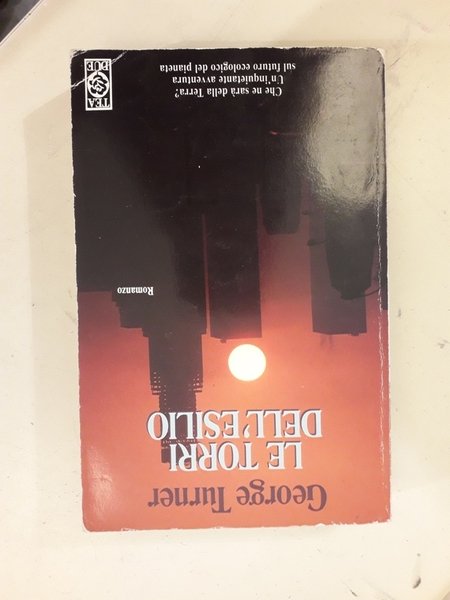 George Turner
LE TORRI
DELL'ESILIO
Romanzo
Che ne sarà della Terra?
Un'inquietante avventura
sul futuro ecologico del pianeta
TEA
DUE